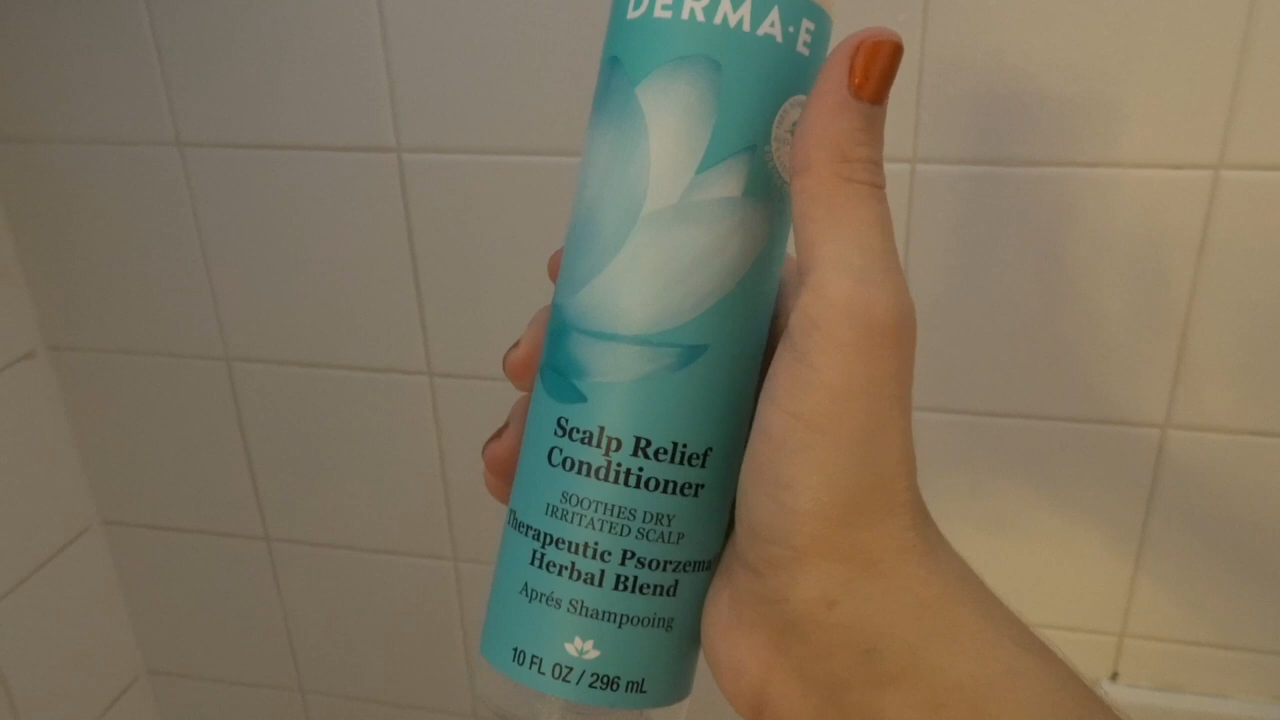 DERMA·E
Scalp Relief
Conditioner
SOOTHES DRY
IRRITATED SCALP
Therapeutic Psorzema
Herbal Blend
Aprés Shampooing
10 FL OZ / 296 mL